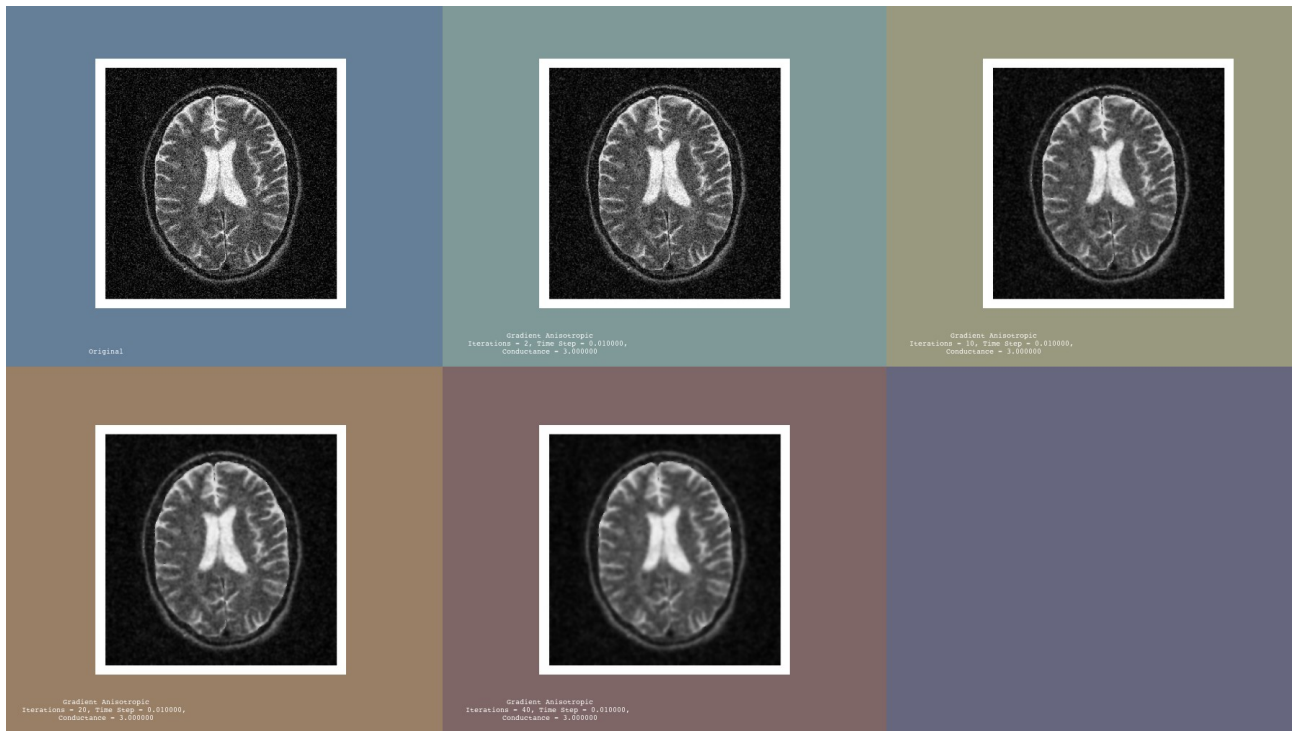 Original
Gradient Anisotropic
Iterations = 2, Time Step = 0.010000,
Conductance = 3.000000
Gradient Anisotropic
Iterations = 10, Time Step = 0.010000,
Conductance = 3.000000
Gradient Anisotropic
Iterations = 20, Time Step = 0.010000,
Conductance = 3.000000
Gradient Anisotropic
Iterations = 40, Time Step = 0.010000,
Conductance = 3.000000